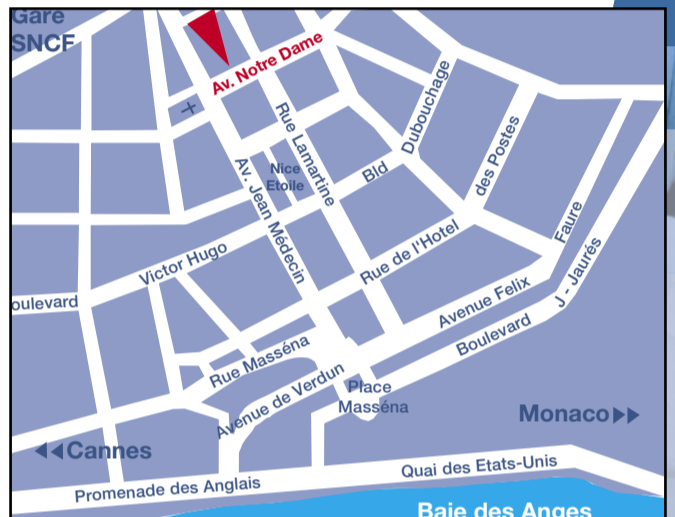 Gare
SNCF
Av. Notre Dame
Dubouchage
Rue Lamartine
des Postes
Nice
Etoile
Bld
Av. Jean Médecin
Victor Hugo
Rue de l'Hotel
Faure
J - Jaurés
oulevard
Avenue Felix
Boulevard
Rue Masséna
Avenue de Verdun
Place
Masséna
Monaco
Cannes
Promenade des Anglais
Quai des Etats-Unis
Baie des Anges